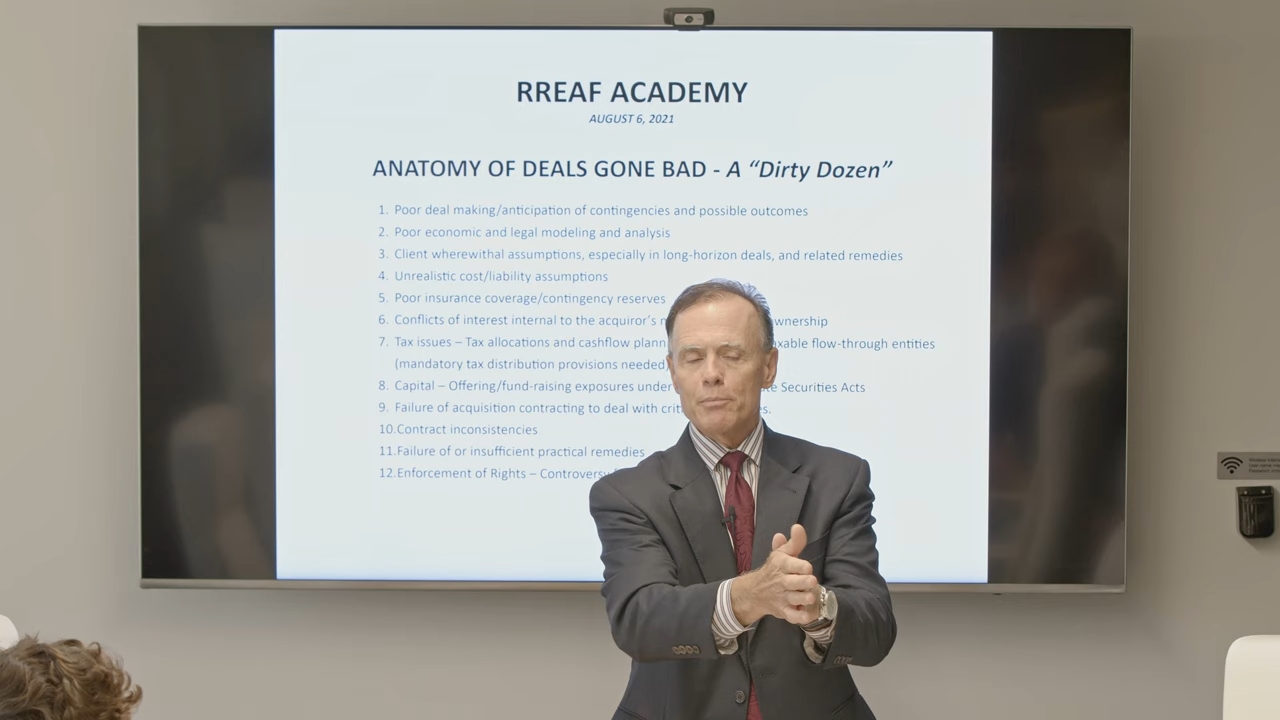 RREAF ACADEMY
AUGUST 6, 2021
ANATOMY OF DEALS GONE BAD - A “Dirty Dozen”
1. Poor deal making/anticipation of contingencies and possible outcomes
2. Poor economic and legal modeling and analysis
3. Client wherewithal assumptions, especially in long-horizon deals, and related remedies
4. Unrealistic cost/liability assumptions
5. Poor insurance coverage/contingency reserves
6. Conflicts of interest internal to the acquiror’s
7. Tax issues – Tax allocations and cashflow flow-through entities
(mandatory tax distribution provisions needed)
8. Capital – Offering/fund-raising exposures under Securities Acts
9. Failure of acquisition contracting to deal with
10.Contract inconsistencies
11.Failure of or insufficient practical remedies
12.Enforcement of Rights –